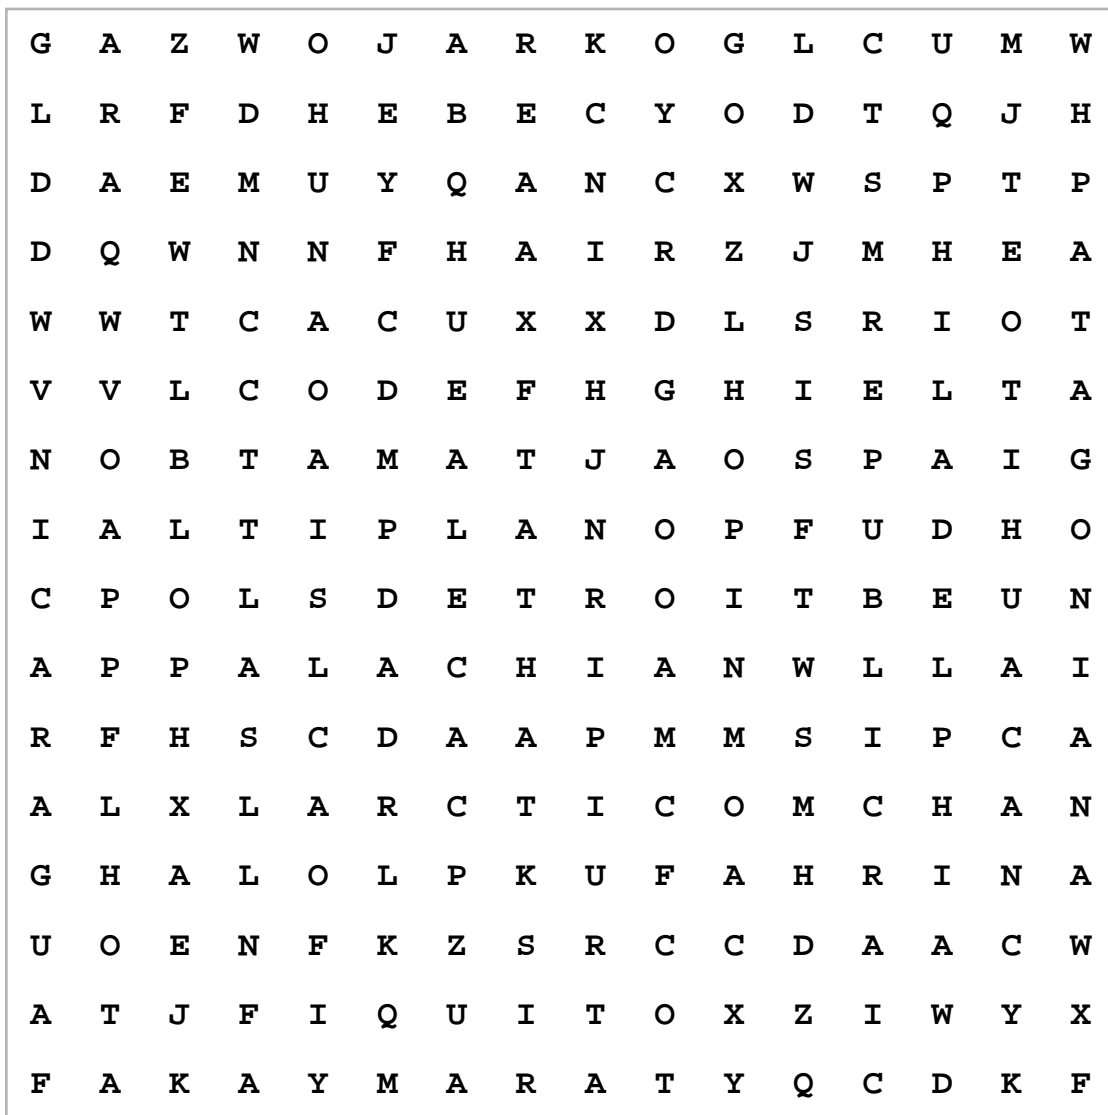 G A Z W O J A R K O G L C U M W
L R F D H E B E C Y O D T Q J H
D A E M U Y Q A N C X W S P T P
D Q W N N F H A I R Z J M H E A
W W T C A C U X X D L S R I O T
V V L C O D E F H G H I E L T A
N O B T A M A T J A O S P A I G
I A L T I P L A N O P F U D H O
C P O L S D E T R O I T B E U N
A P P A L A C H I A N W L L A I
R F H S C D A A P M M S I P C A
A L X L A R C T I C O M C H A N
G H A L O L P K U F A H R I N A
U O E N F K Z S R C C D A A C W
A T J F I Q U I T O X Z I W Y X
F A K A Y M A R A T Y Q C D K F